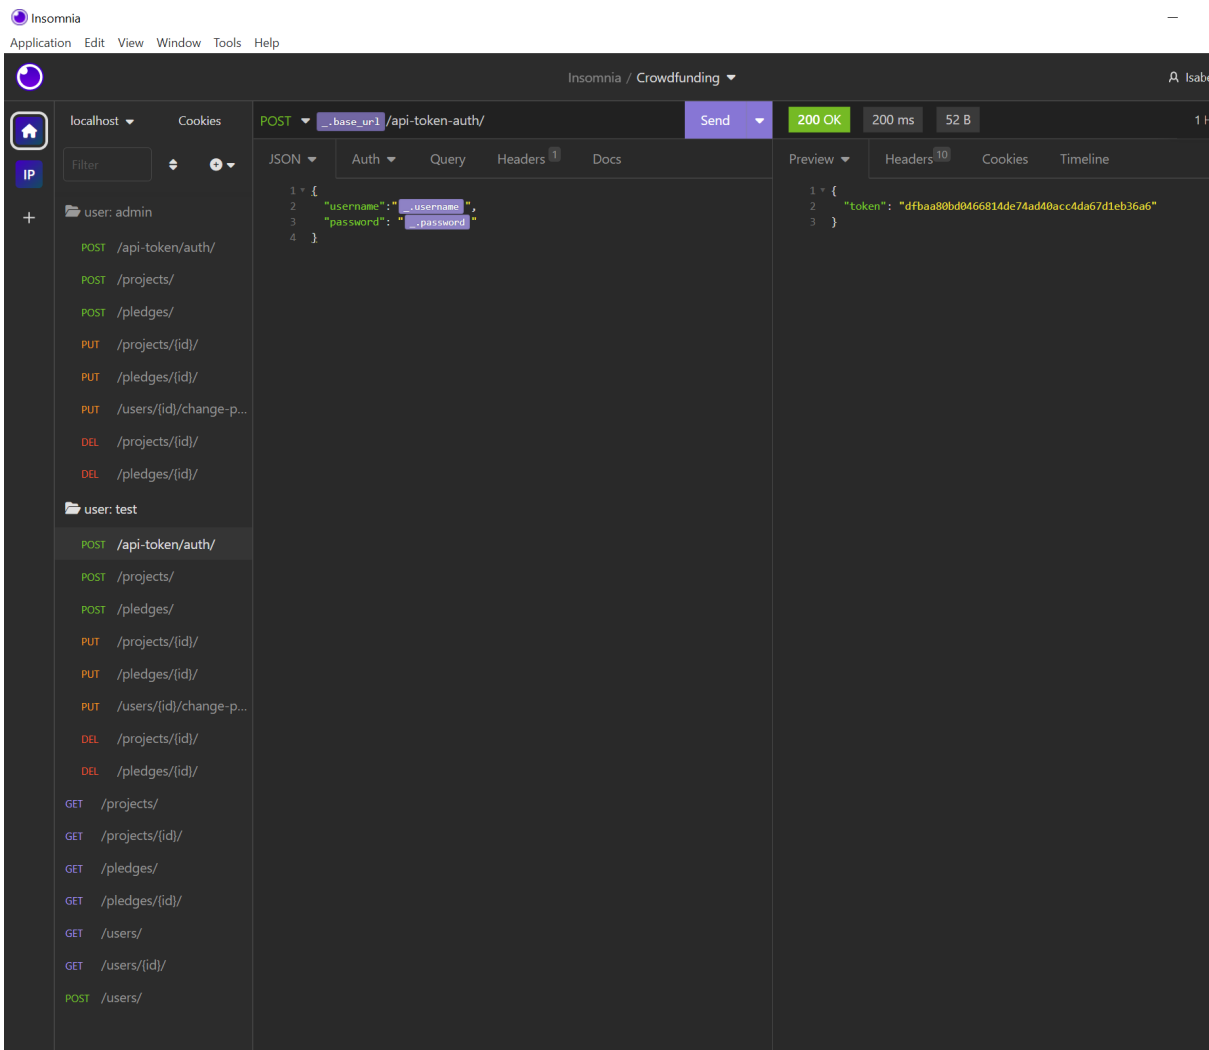 Insomnia
Application Edit View Window Tools Help
Insomnia / Crowdfunding
localhost Cookies
POST _.base_url /api-token-auth/ Send
200 OK 200 ms 52 B
Filter
IP
JSON Auth Query Headers 1 Docs
Preview Headers 10 Cookies Timeline
1 {
2 "username":" _.username ",
3 "password": " _.password "
4 }
1 {
2 "token": "dfbaa80bd0466814de74ad40acc4da67d1eb36a6"
3 }
user: admin
POST /api-token/auth/
POST /projects/
POST /pledges/
PUT /projects/{id}/
PUT /pledges/{id}/
PUT /users/{id}/change-p...
DEL /projects/{id}/
DEL /pledges/{id}/
user: test
POST /api-token/auth/
POST /projects/
POST /pledges/
PUT /projects/{id}/
PUT /pledges/{id}/
PUT /users/{id}/change-p...
DEL /projects/{id}/
DEL /pledges/{id}/
GET /projects/
GET /projects/{id}/
GET /pledges/
GET /pledges/{id}/
GET /users/
GET /users/{id}/
POST /users/